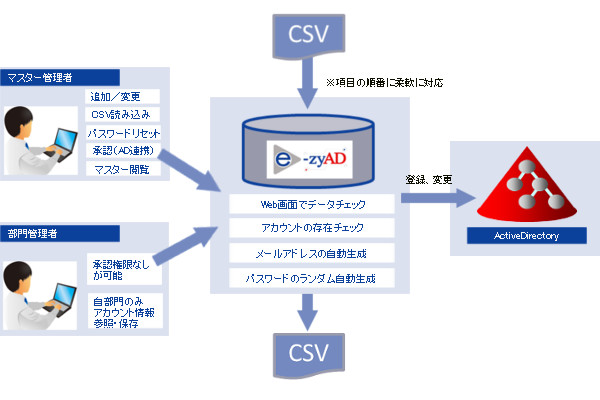 CSV
※項目の順番に柔軟に対応
マスター管理者
追加／変更
CSV読み込み
パスワードリセット
承認(AD連携)
マスター閲覧
e-zyAD
Web画面でデータチェック
アカウントの存在チェック
メールアドレスの自動生成
パスワードのランダム自動生成
登録、変更
ActiveDirectory
部門管理者
承認権限なし
が可能
自部門のみ
アカウント情報
参照・保存
CSV